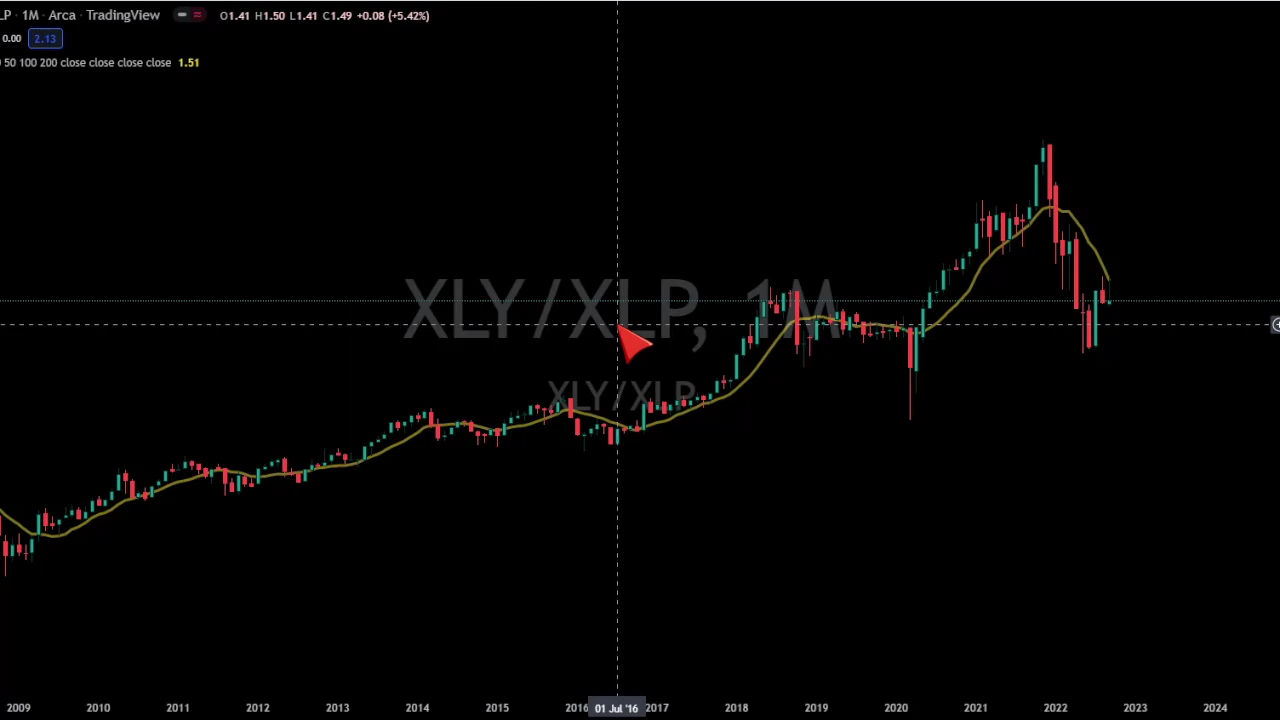 LP · 1M · Arca · TradingView O1.41 H1.50 L1.41 C1.49 +0.08 (+5.42%)
0.00 2.13
50 100 200 close close close close 1.51
XLY/XLP, 1M
XLY/XLP
2009 2010 2011 2012 2013 2014 2015 2016 01 Jul '16 2017 2018 2019 2020 2021 2022 2023 2024